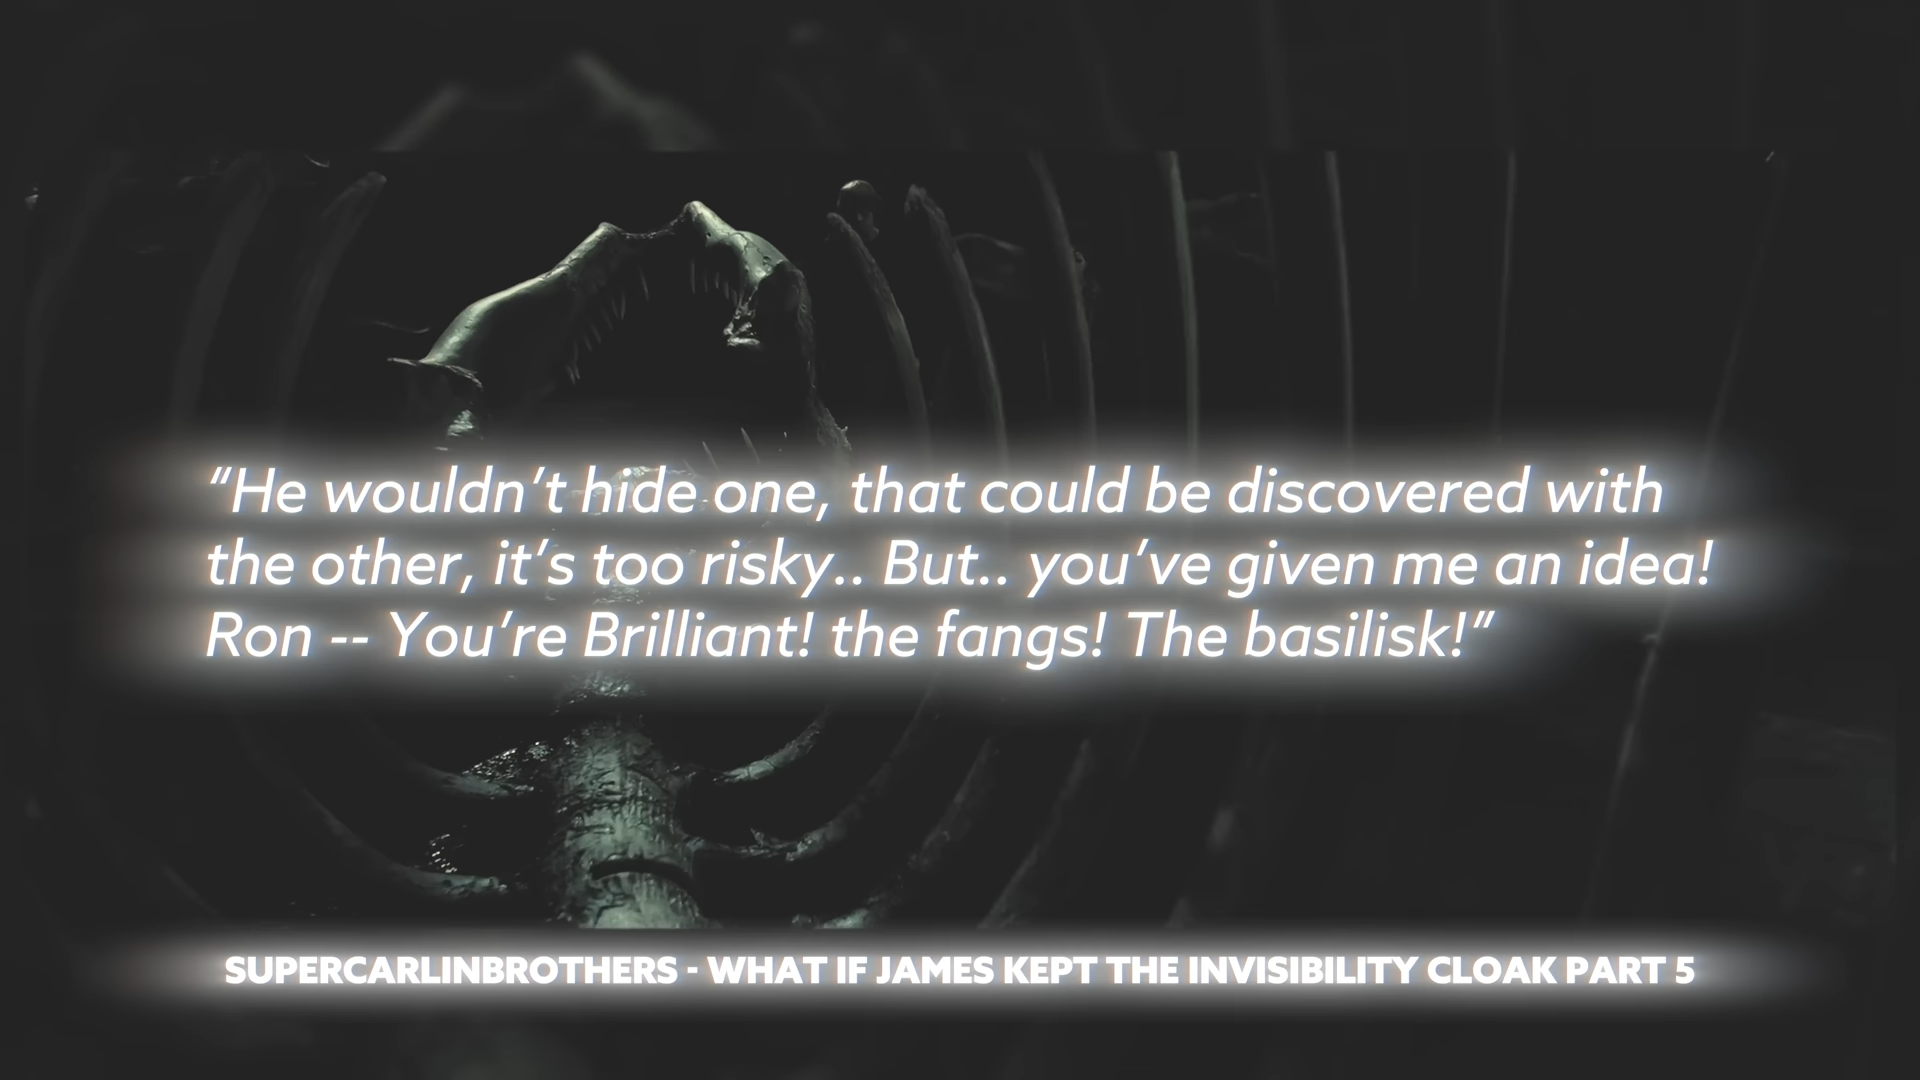 “He wouldn’t hide one, that could be discovered with
the other, it’s too risky.. But.. you’ve given me an idea!
Ron -- You’re Brilliant! the fangs! The basilisk!”
SUPERCARLINBROTHERS - WHAT IF JAMES KEPT THE INVISIBILITY CLOAK PART 5